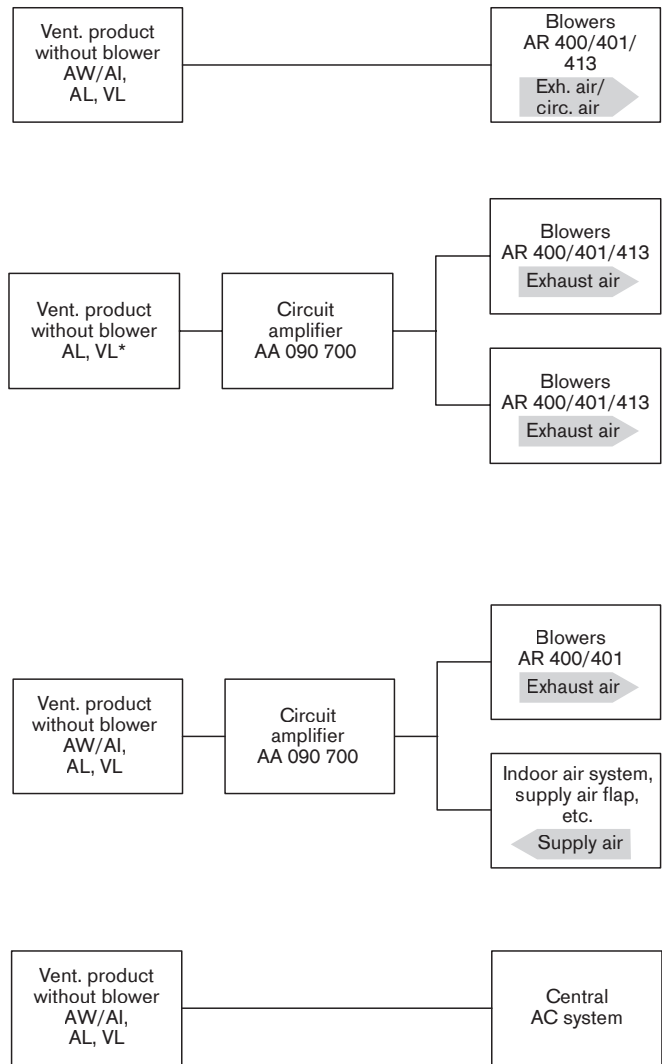 Vent. product
without blower
AW/AI,
AL, VL
Blowers
AR 400/401/
413
Exh. air/
circ. air
Vent. product
without blower
AL, VL*
Circuit
amplifier
AA 090 700
Blowers
AR 400/401/413
Exhaust air
Blowers
AR 400/401/413
Exhaust air
Vent. product
without blower
AW/AI,
AL, VL
Circuit
amplifier
AA 090 700
Blowers
AR 400/401
Exhaust air
Indoor air system,
supply air flap,
etc.
Supply air
Vent. product
without blower
AW/AI,
AL, VL
Central
AC system